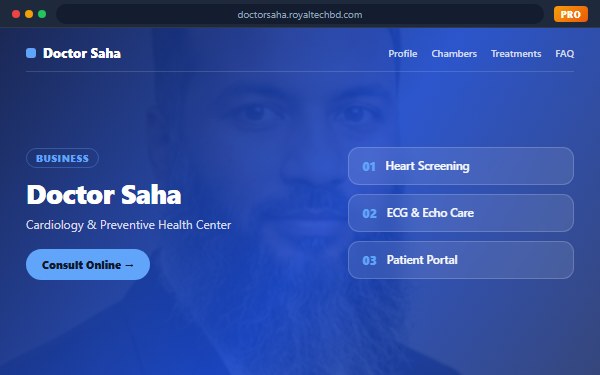 doctorsaha.royaltechbd.com
PRO
Doctor Saha
Profile Chambers Treatments FAQ
BUSINESS
Doctor Saha
Cardiology & Preventive Health Center
Consult Online →
01 Heart Screening
02 ECG & Echo Care
03 Patient Portal